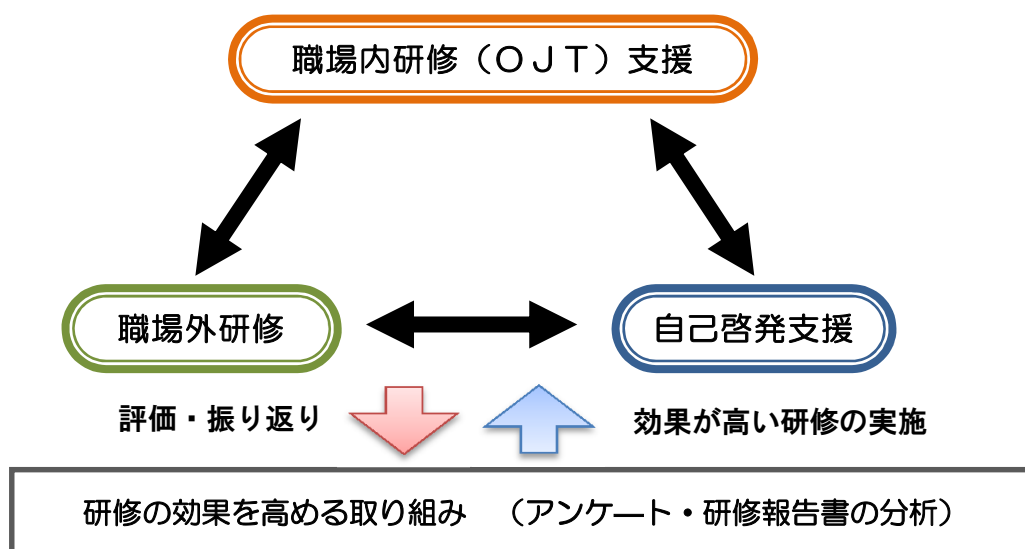 職場内研修（ＯＪＴ）支援
職場外研修
自己啓発支援
評価・振り返り
効果が高い研修の実施
研修の効果を高める取り組み　（アンケート・研修報告書の分析）